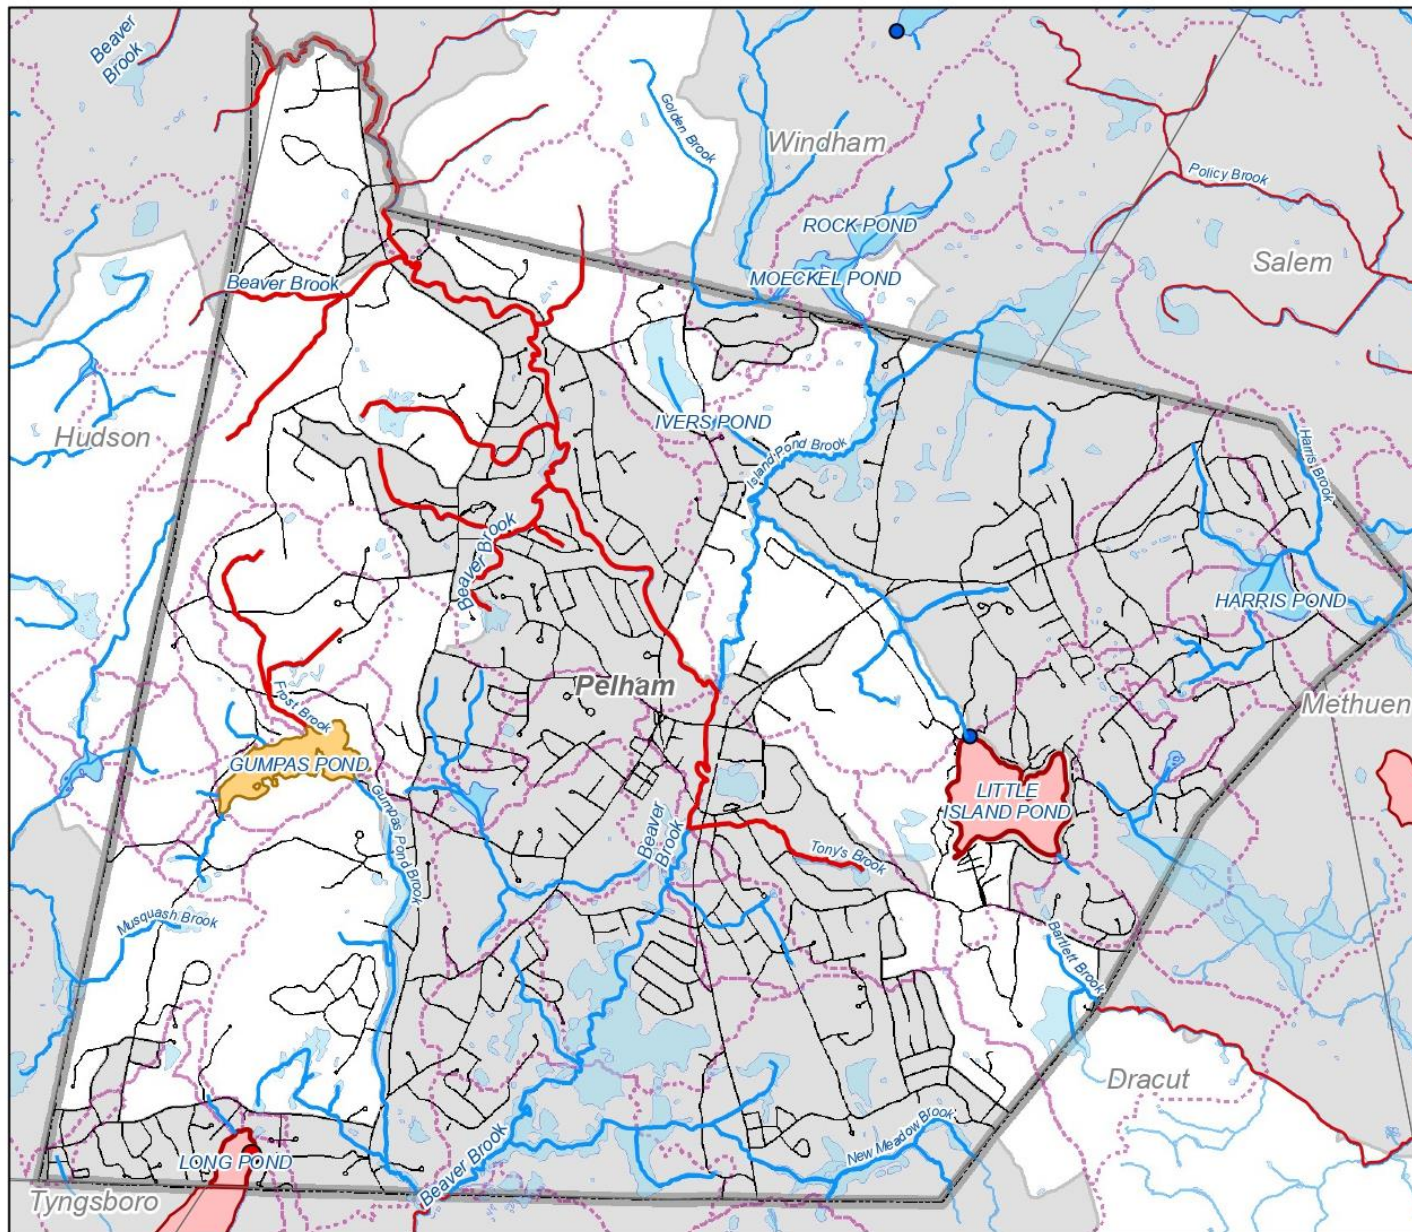 Beaver
Brook
Golden Brook
Windham
Policy Brook
ROCK POND
Salem
MOECKEL POND
Beaver Brook
IVERS POND
Hudson
Island Pond Brook
Harris Brook
Beaver Brook
HARRIS POND
Pelham
Frost Brook
Methuen
GUMPAS POND
LITTLE
ISLAND POND
Gumpas Pond Brook
Beaver
Brook
Tony's Brook
Musquash Brook
Bartlett Brook
Dracut
New Meadow Brook
LONG POND
Beaver Brook
Tyngsboro